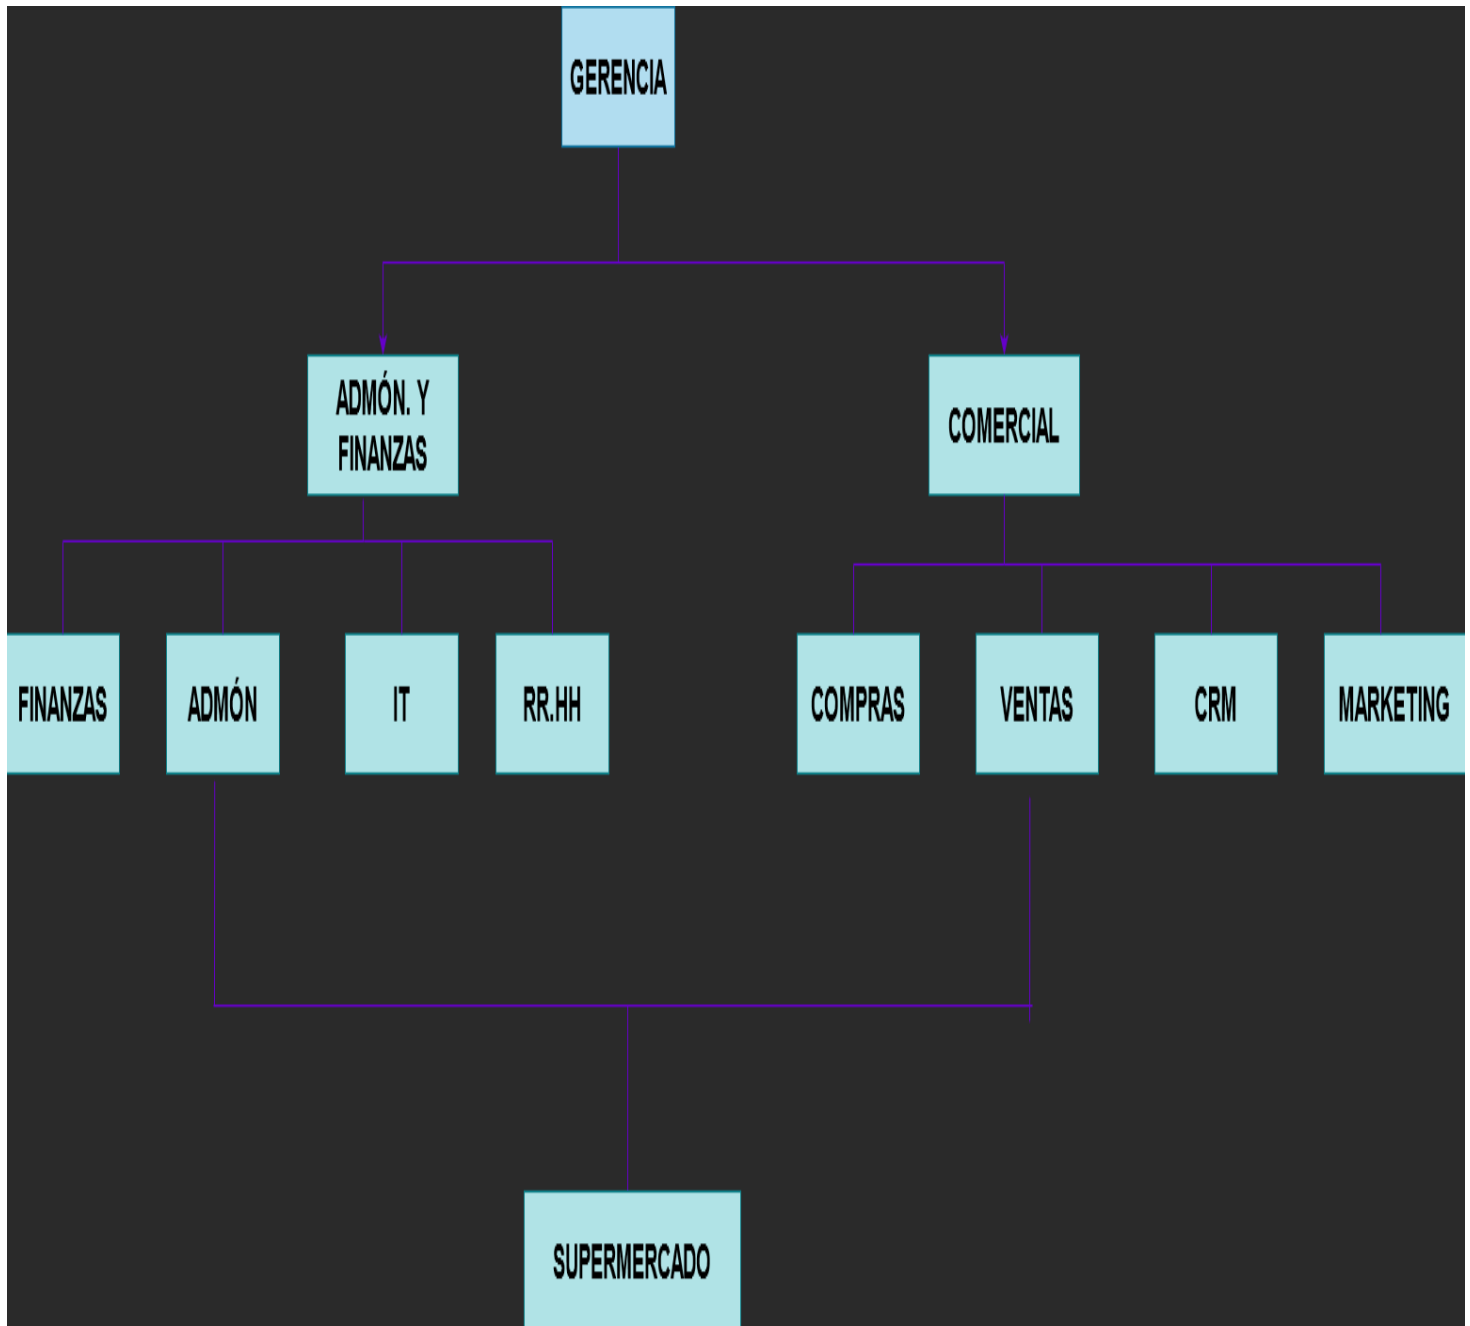 GERENCIA
ADMÓN. Y
FINANZAS
COMERCIAL
FINANZAS
ADMÓN
IT
RR.HH
COMPRAS
VENTAS
CRM
MARKETING
SUPERMERCADO